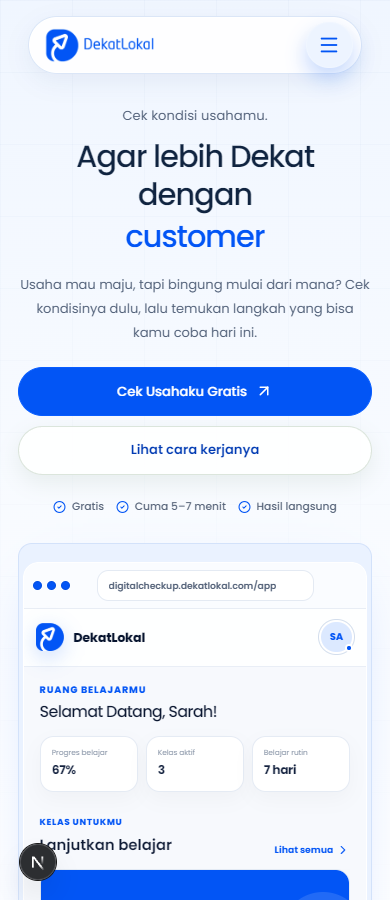 DekatLokal
Cek kondisi usahamu.
Agar lebih Dekat
dengan
customer
Usaha mau maju, tapi bingung mulai dari mana? Cek
kondisinya dulu, lalu temukan langkah yang bisa
kamu coba hari ini.
Cek Usahaku Gratis
Lihat cara kerjanya
Gratis Cuma 5–7 menit Hasil langsung
digitalcheckup.dekatlokal.com/app
DekatLokal SA
RUANG BELAJARMU
Selamat Datang, Sarah!
Progres belajar Kelas aktif Belajar rutin
67% 3 7 hari
KELAS UNTUKMU
Lanjutkan belajar Lihat semua
N